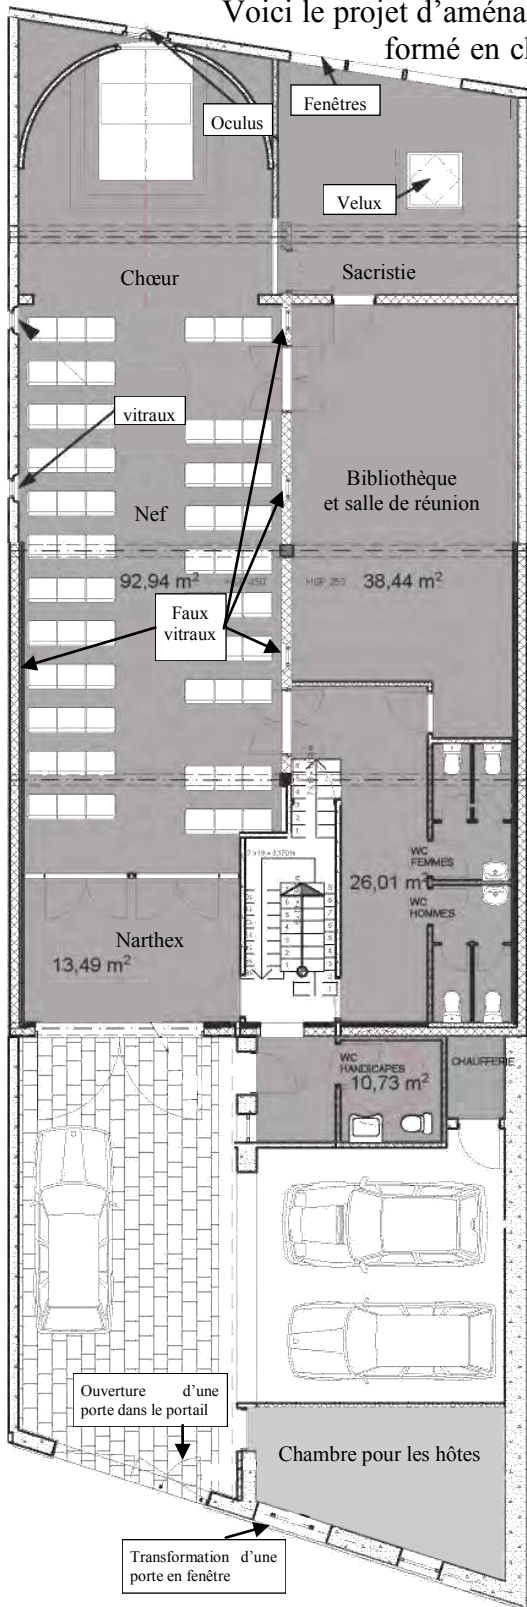 Voici le projet d’aména
formé en cl
Oculus
Fenêtres
Velux
Chœur
Sacristie
vitraux
Bibliothèque
et salle de réunion
Nef
92,94 m²
38,44 m²
Faux
vitraux
WC
FEMMES
26,01 m²
WC
HOMMES
Narthex
13,49 m²
WC
HANDICAPES
10,73 m²
CHAUFFERIE
Ouverture d’une
porte dans le portail
Chambre pour les hôtes
Transformation d’une
porte en fenêtre